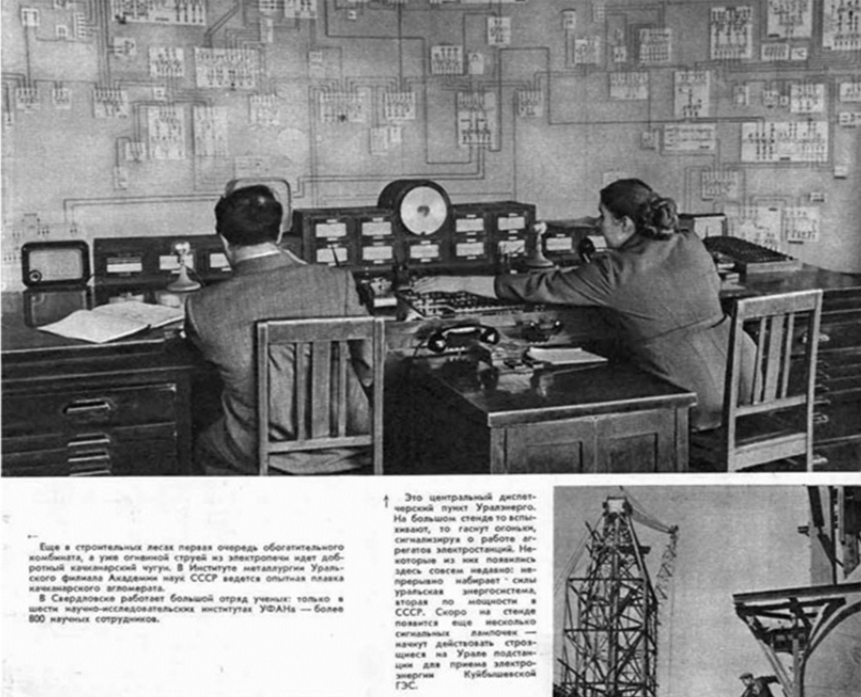 Еще в строительных лесах первая очередь обогатительного
комбината, а уже огненной струей из электропечи идет доб-
ротный качканарский чугун. В Институте металлургии Ураль-
ского филиала Академии наук СССР ведется опытная плавка
качканарского агломерата.
В Свердловске работает большой отряд ученых: только в
шести научно-исследовательских институтах УФАНа — более
800 научных сотрудников.
Это центральный диспет-
черский пункт Уралэнерго.
На большом стенде то вспы-
хивают, то гаснут огоньки,
сигнализируя о работе аг-
регатов электростанций. Не-
которые из них появились
здесь совсем недавно: не-
прерывно набирает силы
уральская энергосистема,
вторая по мощности в
СССР. Скоро на стенде
появится еще несколько
сигнальных лампочек —
начнут действовать строя-
щиеся на Урале подстан-
ции для приема электро-
энергии Куйбышевской
ГЭС.